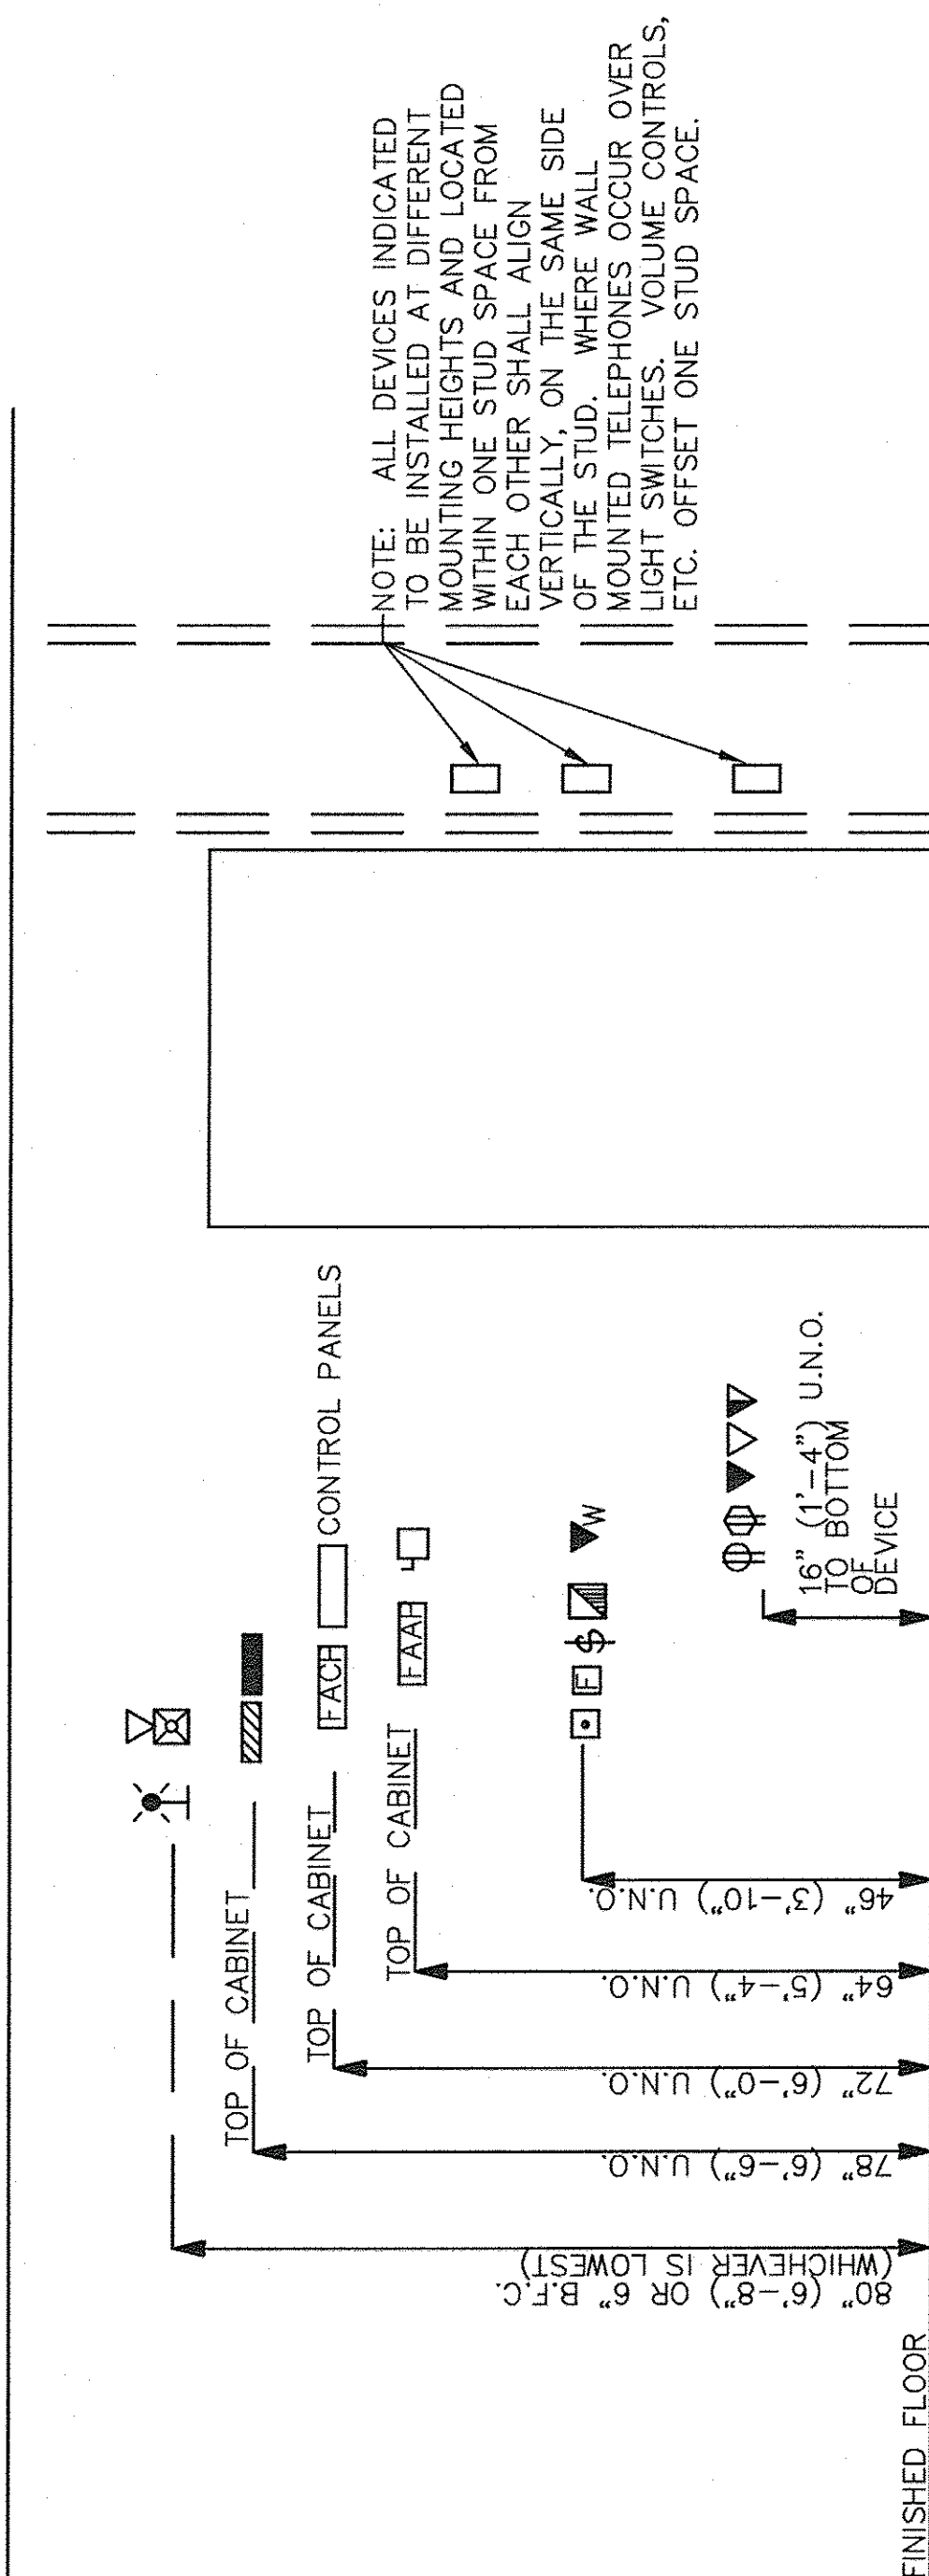 NOTE: ALL DEVICES INDICATED
TO BE INSTALLED AT DIFFERENT
MOUNTING HEIGHTS AND LOCATED
WITHIN ONE STUD SPACE FROM
EACH OTHER SHALL ALIGN
VERTICALLY, ON THE SAME SIDE
OF THE STUD. WHERE WALL
MOUNTED TELEPHONES OCCUR OVER
LIGHT SWITCHES. VOLUME CONTROLS,
ETC. OFFSET ONE STUD SPACE.
TOP OF CABINET
TOP OF CABINET
FACP
CONTROL PANELS
TOP OF CABINET
FAAP
F
$
W
16" (1'-4") U.N.O.
TO BOTTOM
OF
DEVICE
80" (6'-8") OR 6" B.F.C.
(WHICHEVER IS LOWEST)
78" (6'-6") U.N.O.
72" (6'-0") U.N.O.
64" (5'-4") U.N.O.
46" (3'-10") U.N.O.
FINISHED FLOOR